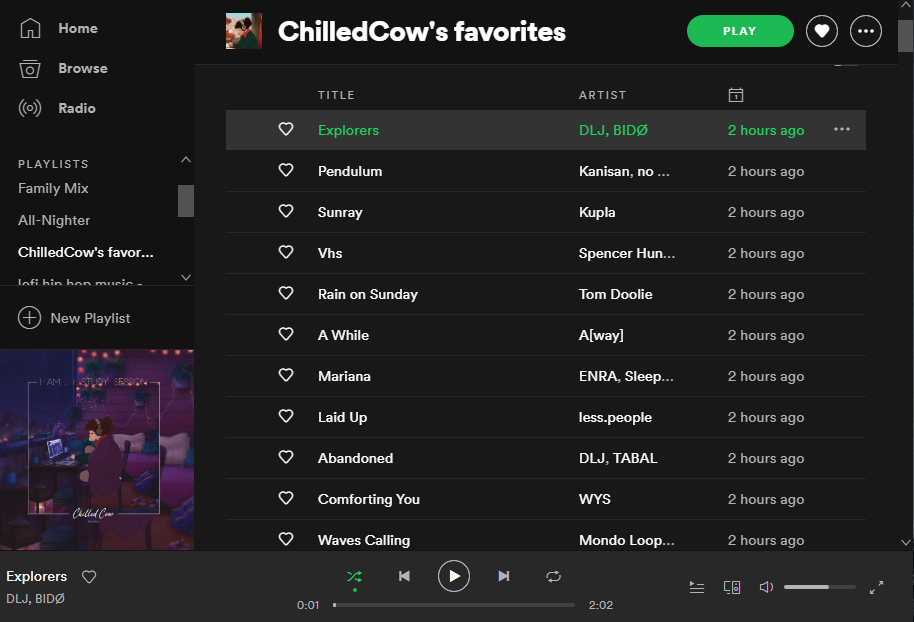 Home
Browse
Radio
PLAYLISTS
Family Mix
All-Nighter
ChilledCow's favor...
lofi hip hop music -
New Playlist
I AM . / STUDY SESSION
Chilled Cow
ChilledCow's favorites
PLAY
TITLE ARTIST
Explorers DLJ, BIDØ 2 hours ago
Pendulum Kanisan, no ... 2 hours ago
Sunray Kupla 2 hours ago
Vhs Spencer Hun... 2 hours ago
Rain on Sunday Tom Doolie 2 hours ago
A While A[way] 2 hours ago
Mariana ENRA, Sleep... 2 hours ago
Laid Up less.people 2 hours ago
Abandoned DLJ, TABAL 2 hours ago
Comforting You WYS 2 hours ago
Waves Calling Mondo Loop... 2 hours ago
Explorers
DLJ, BIDØ
0:01 2:02